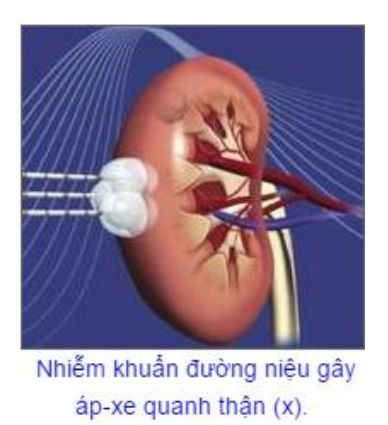 Nhiễm khuẩn đường niệu gây
áp-xe quanh thận (x).